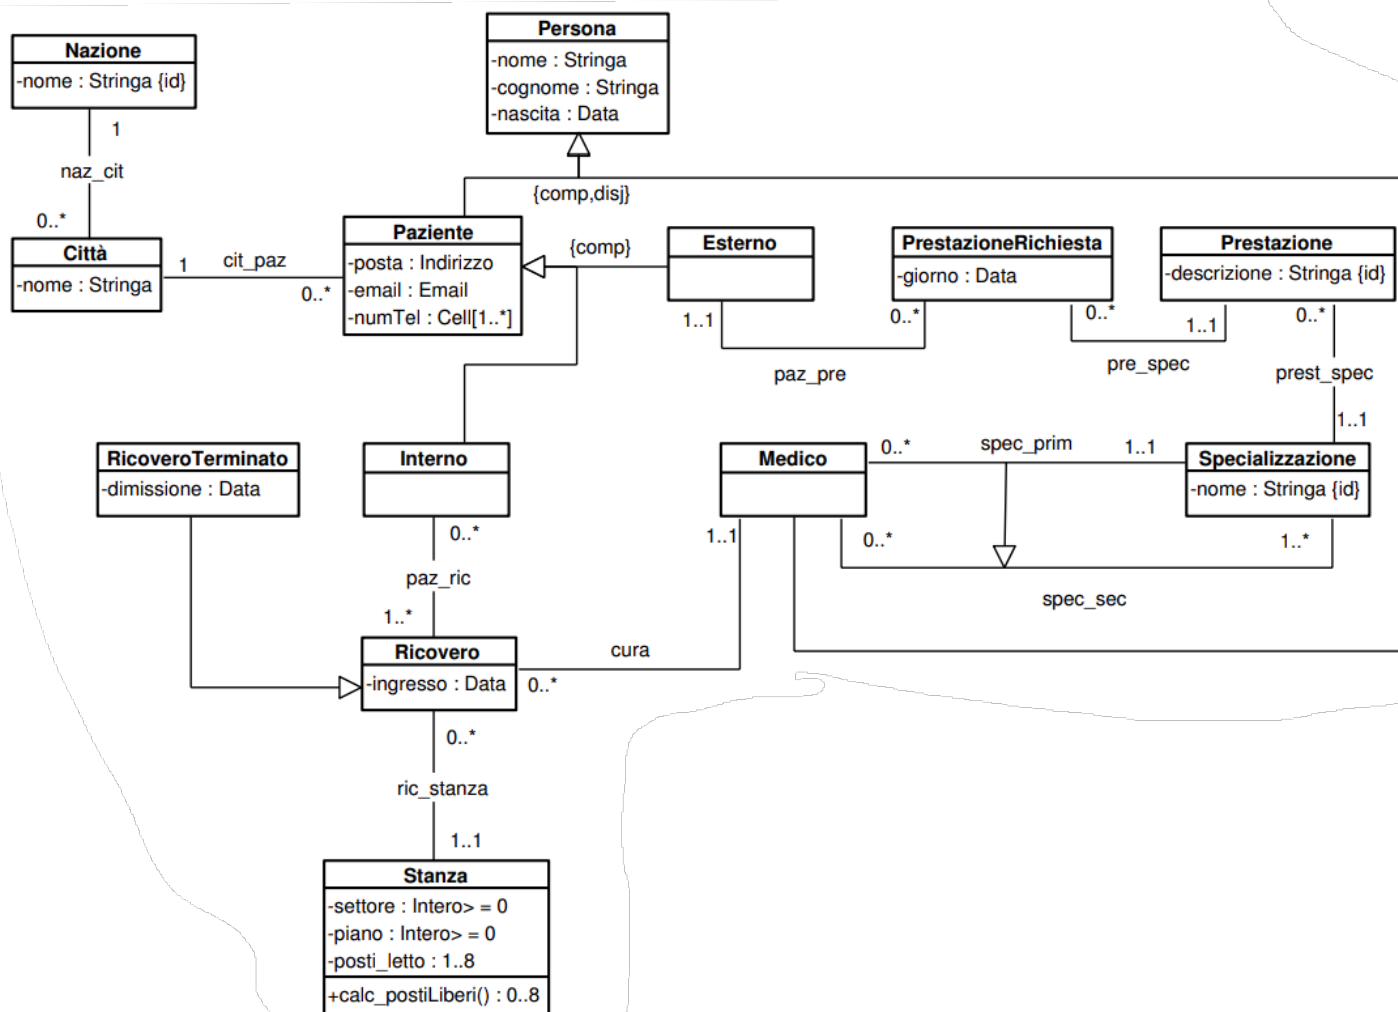 Persona
-nome : Stringa
-cognome : Stringa
-nascita : Data
Nazione
-nome : Stringa {id}
1
naz_cit
0..*
{comp,disj}
Città
-nome : Stringa
1
cit_paz
0..*
Paziente
-posta : Indirizzo
-email : Email
-numTel : Cell[1..*]
{comp}
Esterno
1..1
paz_pre
0..*
PrestazioneRichiesta
-giorno : Data
0..*
pre_spec
1..1
Prestazione
-descrizione : Stringa {id}
0..*
prest_spec
1..1
RicoveroTerminato
-dimissione : Data
Interno
0..*
paz_ric
1..*
Medico
0..*
spec_prim
1..1
Specializzazione
-nome : Stringa {id}
1..1
0..*
1..*
spec_sec
Ricovero
-ingresso : Data
cura
0..*
0..*
ric_stanza
1..1
Stanza
-settore : Intero> = 0
-piano : Intero> = 0
-posti_letto : 1..8
+calc_postiLiberi() : 0..8